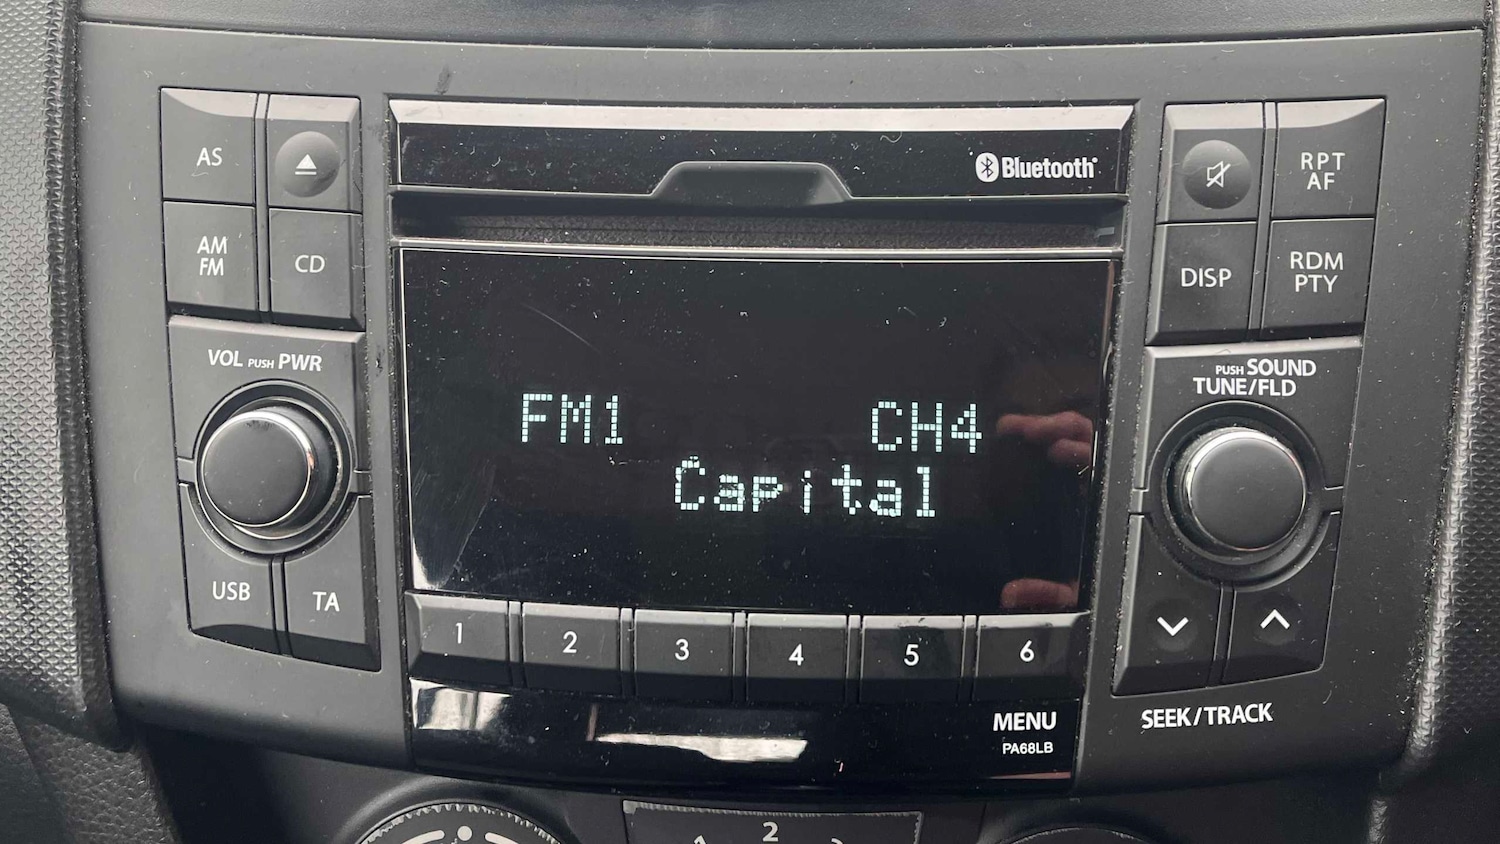 AS
AM
FM
CD
VOL PUSH PWR
USB
TA
Bluetooth
FM1 CH4
Capital
1 2 3 4 5 6
MENU
PA68LB
RPT
AF
DISP
RDM
PTY
PUSH SOUND
TUNE/FLD
SEEK/TRACK
2